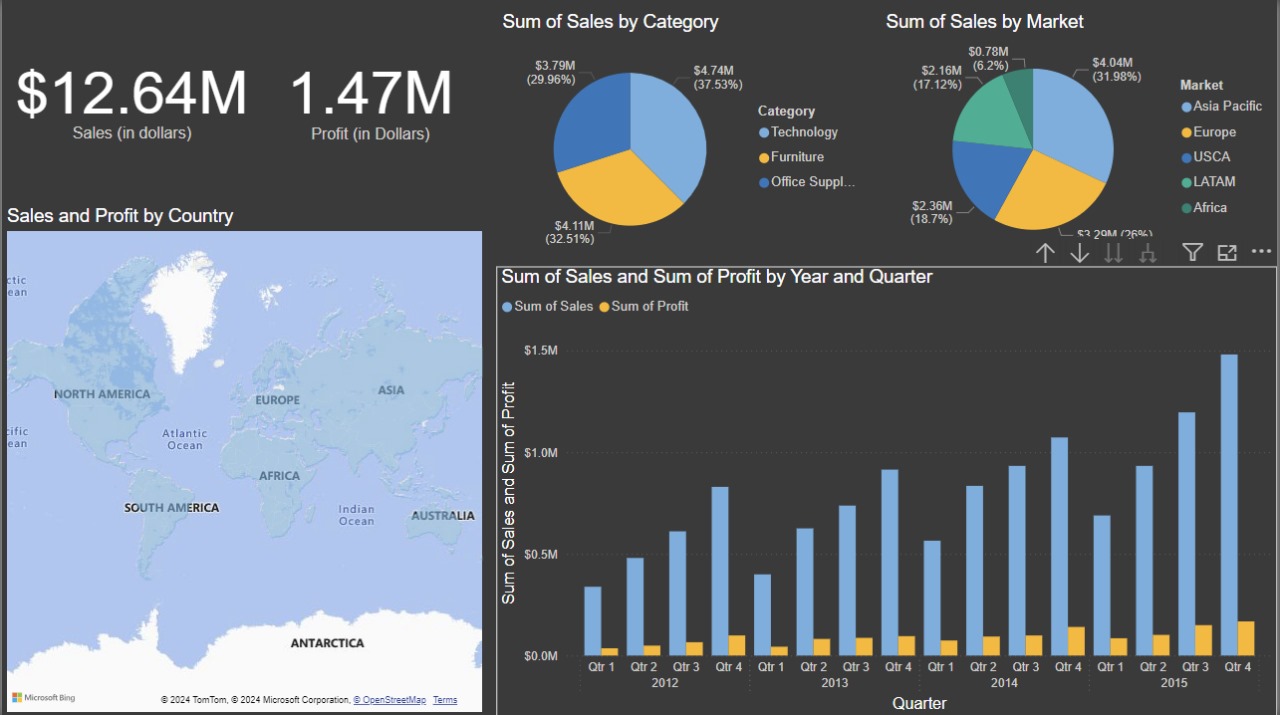 $12.64M
Sales (in dollars)
1.47M
Profit (in Dollars)
Sum of Sales by Category
$3.79M
(29.96%)
$4.74M
(37.53%)
$4.11M
(32.51%)
Category
Technology
Furniture
Office Suppl...
Sum of Sales by Market
$0.78M
(6.2%)
$4.04M
(31.98%)
$2.16M
(17.12%)
$2.36M
(18.7%)
$3.29M (26%)
Market
Asia Pacific
Europe
USCA
LATAM
Africa
Sales and Profit by Country
ctic
ean
NORTH AMERICA
EUROPE
ASIA
cific
ean
Atlantic
Ocean
AFRICA
SOUTH AMERICA
Indian
Ocean
AUSTRALIA
ANTARCTICA
Microsoft Bing
© 2024 TomTom, © 2024 Microsoft Corporation, © OpenStreetMap Terms
Sum of Sales and Sum of Profit by Year and Quarter
Sum of Sales Sum of Profit
Sum of Sales and Sum of Profit
$1.5M
$1.0M
$0.5M
$0.0M
Qtr 1 Qtr 2 Qtr 3 Qtr 4 Qtr 1 Qtr 2 Qtr 3 Qtr 4 Qtr 1 Qtr 2 Qtr 3 Qtr 4 Qtr 1 Qtr 2 Qtr 3 Qtr 4
2012 2013 2014 2015
Quarter